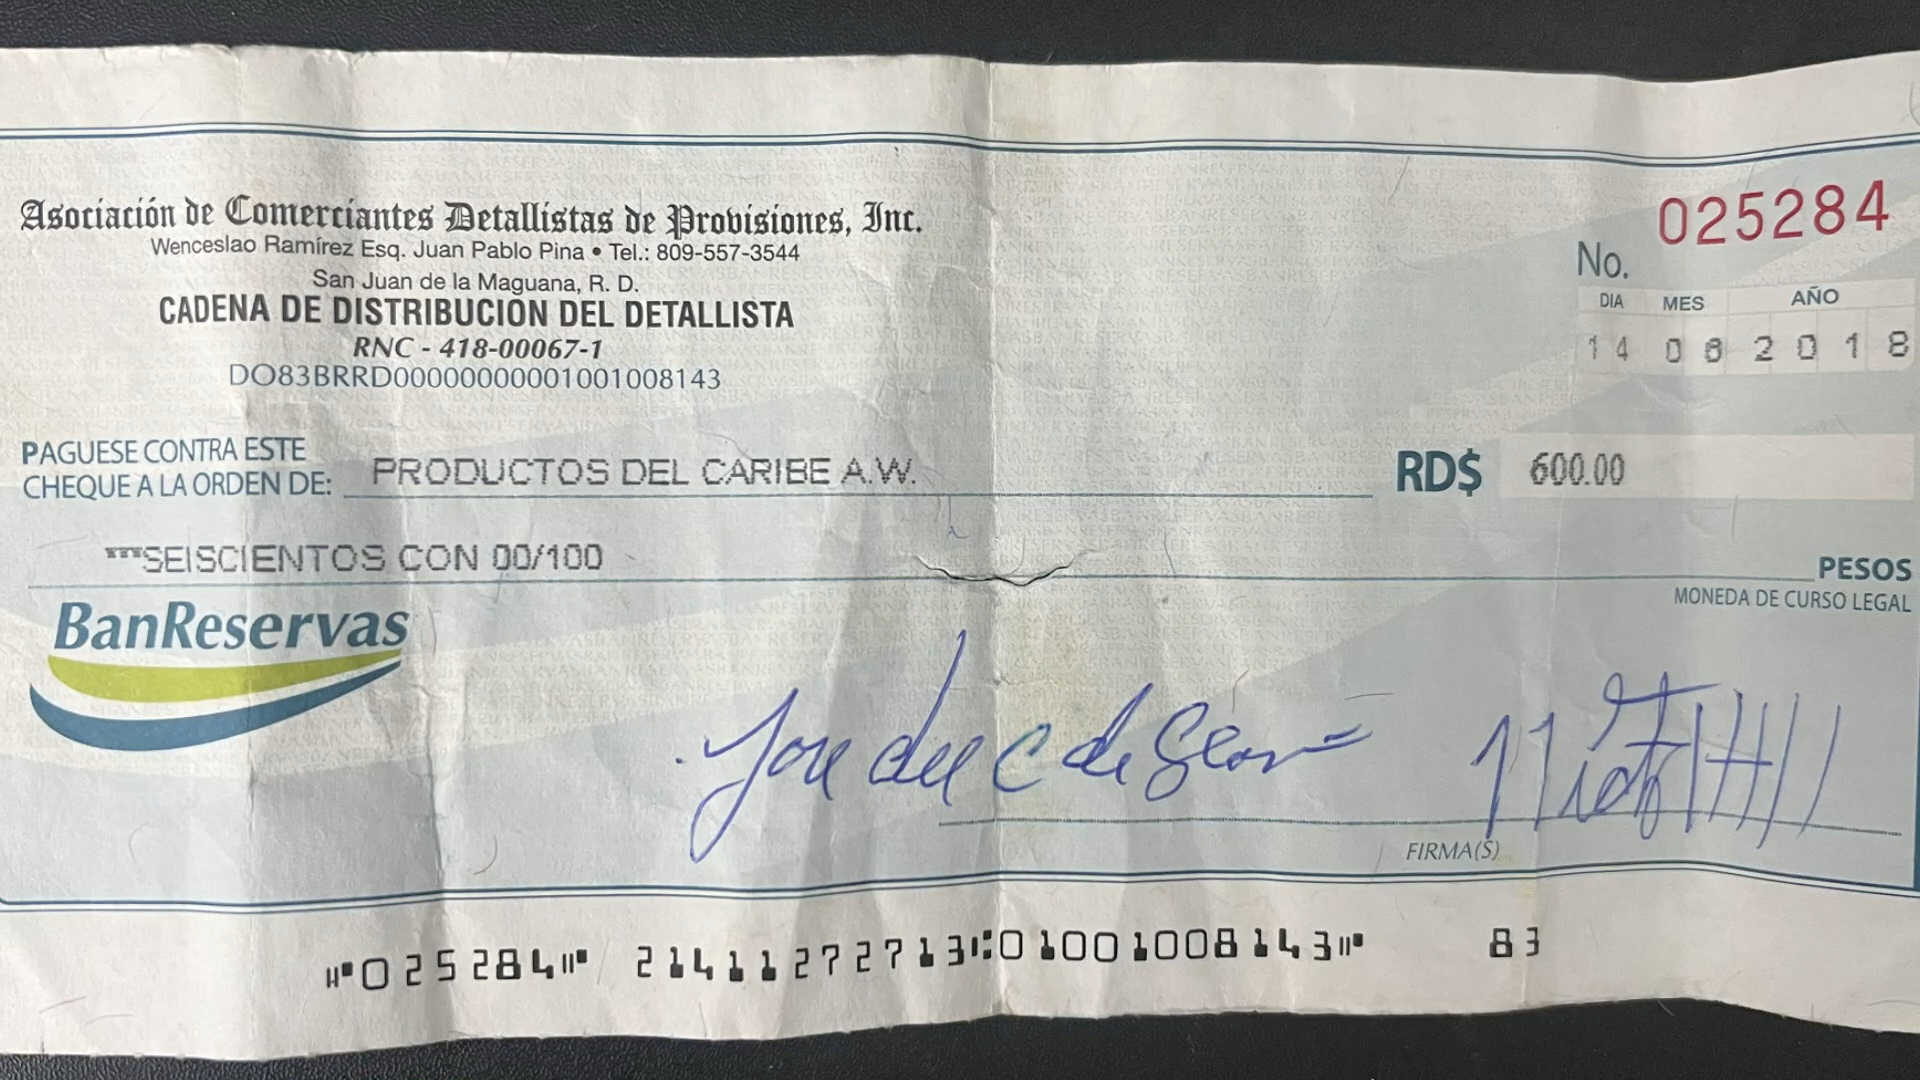 Asociación de Comerciantes Detallistas de Provisiones, Inc.
Wenceslao Ramírez Esq. Juan Pablo Pina • Tel.: 809-557-3544
San Juan de la Maguana, R. D.
CADENA DE DISTRIBUCION DEL DETALLISTA
RNC - 418-00067-1
DO83BRRD00000000001001008143
No. 025284
DIA MES AÑO
14 06 2018
PAGUESE CONTRA ESTE
CHEQUE A LA ORDEN DE: PRODUCTOS DEL CARIBE A.W. RD$ 600.00
***SEISCIENTOS CON 00/100 PESOS
MONEDA DE CURSO LEGAL
BanReservas
FIRMA(S)
⑈025284⑈ 21411272713⑆01001008143⑈ 83